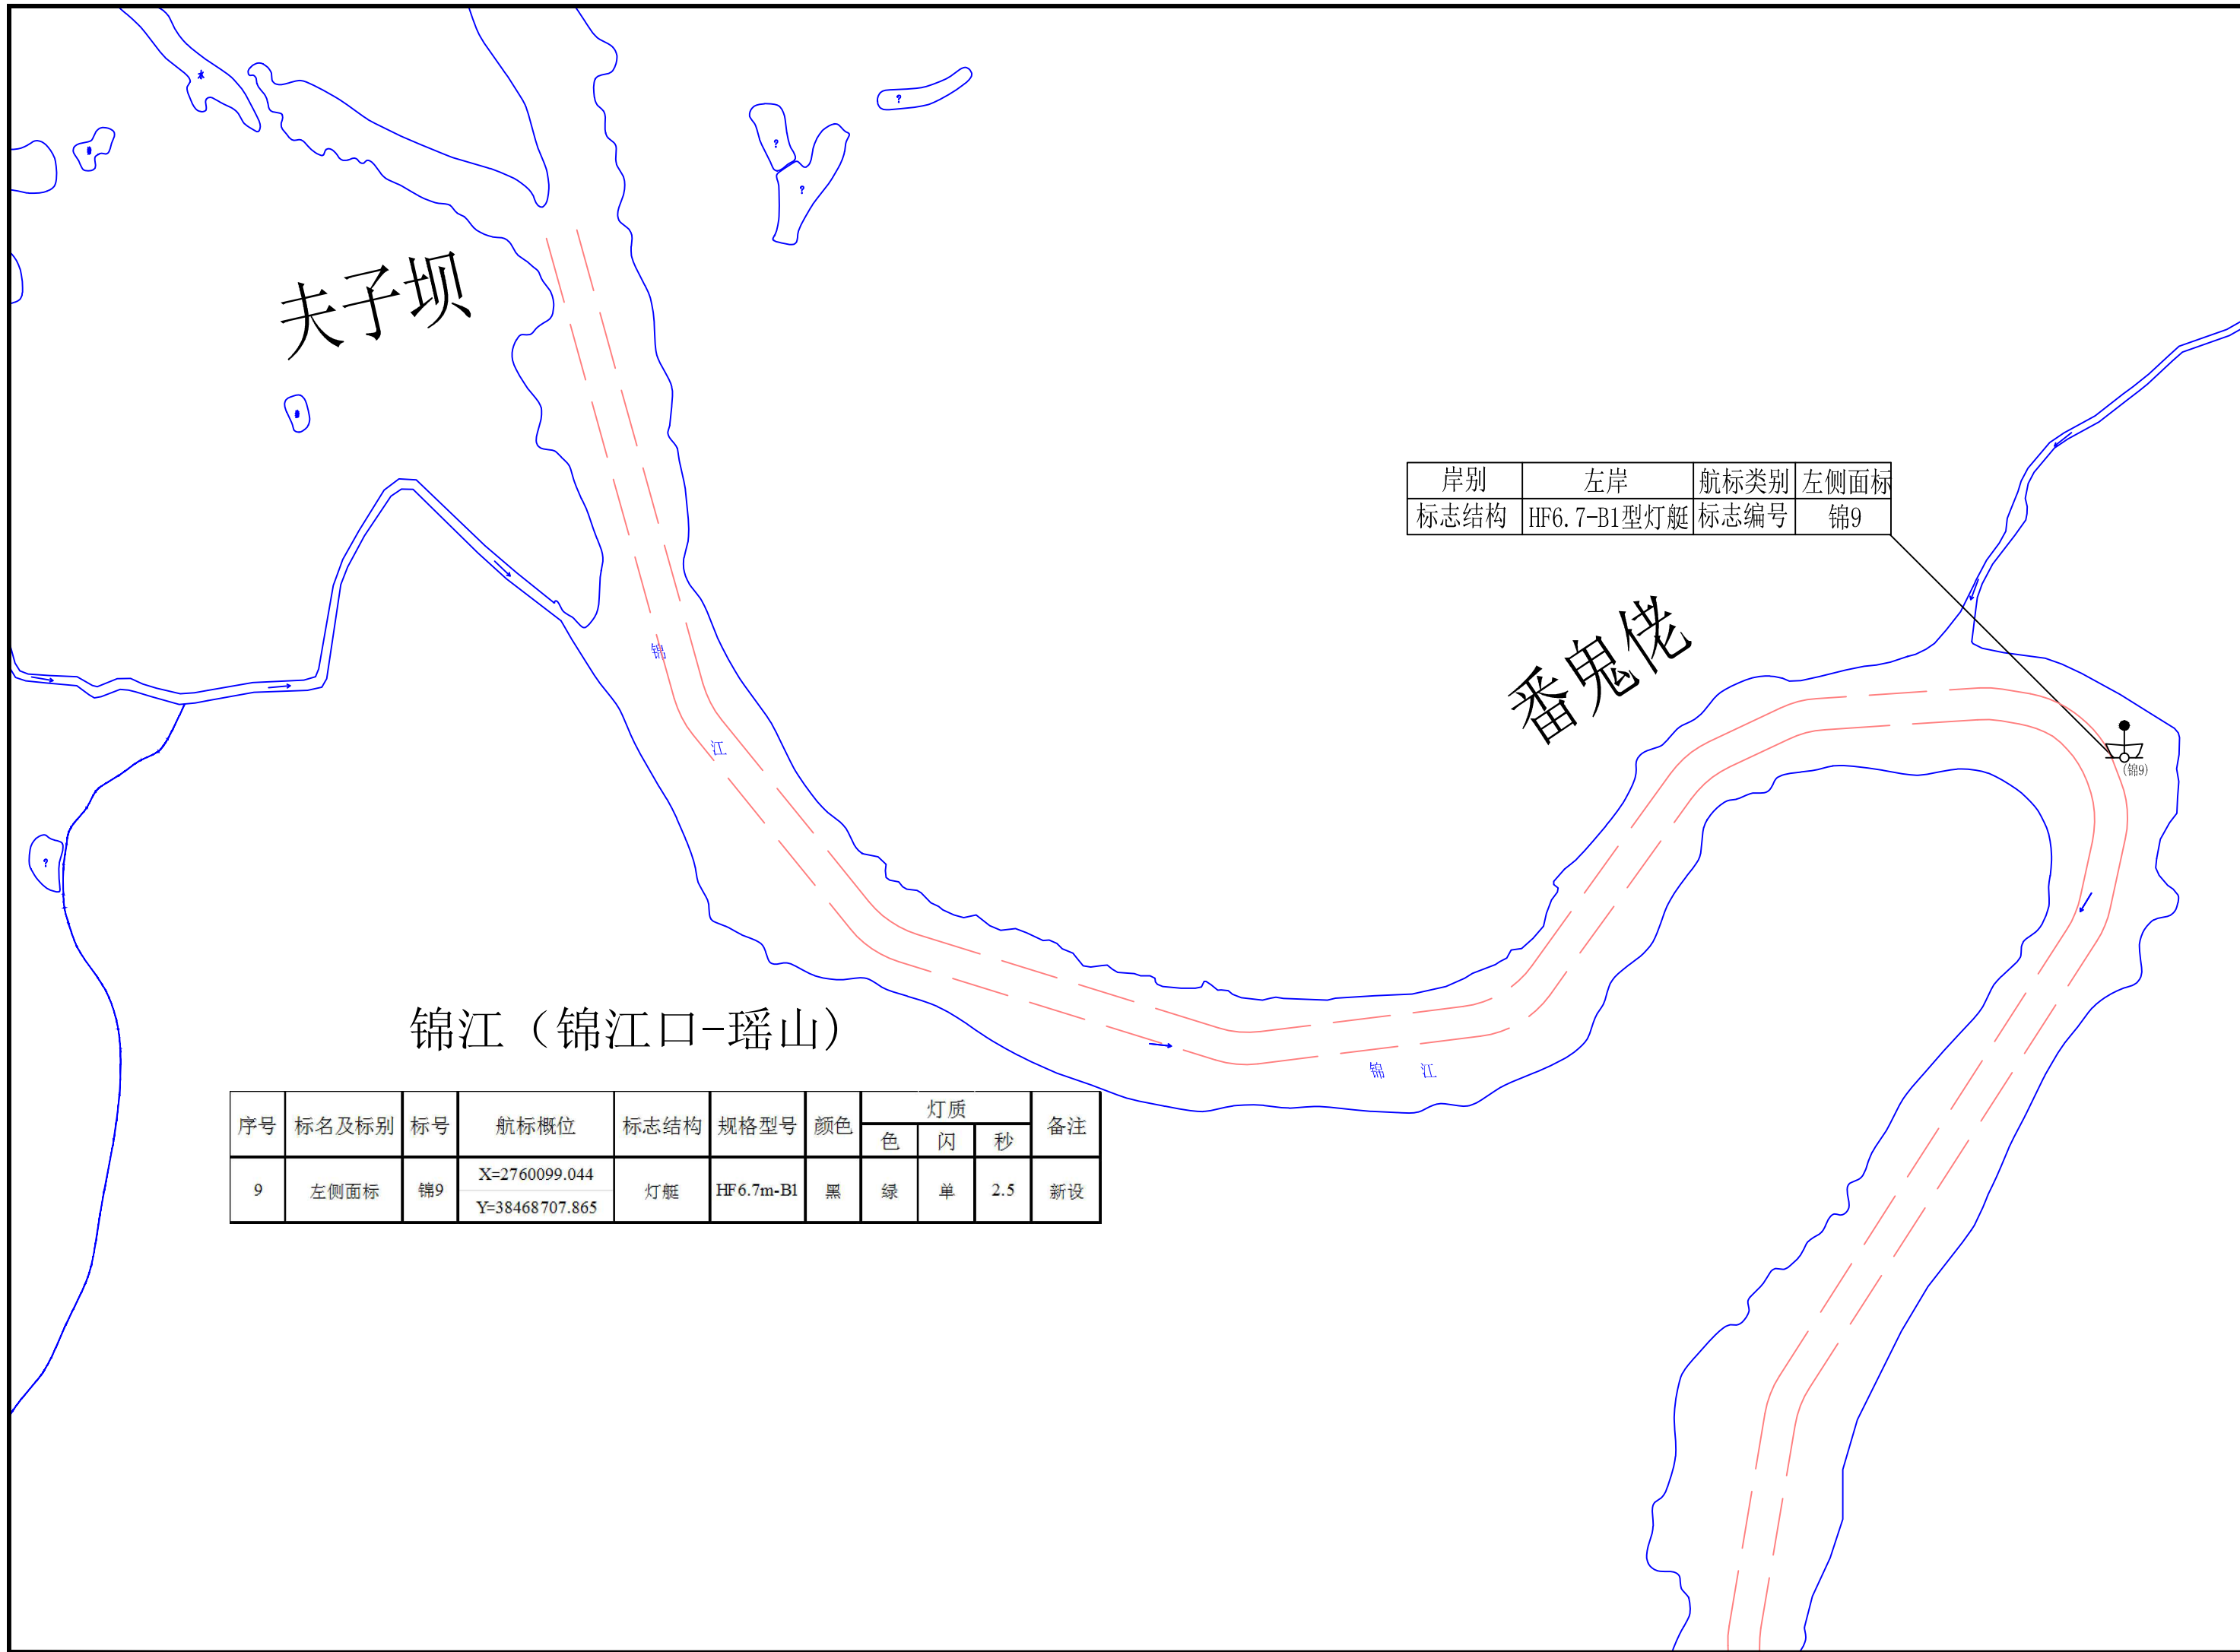 夫子坝
岸别 左岸 航标类别 左侧面标
标志结构 HF6.7-B1型灯艇 标志编号 锦9
番鬼佬
锦
江
(锦9)
锦江（锦江口-瑶山）
锦 江
序号 标名及标别 标号 航标概位 标志结构 规格型号 颜色 灯质 备注
色 闪 秒
9 左侧面标 锦9 X=2760099.044 灯艇 HF6.7m-B1 黑 绿 单 2.5 新设
Y=38468707.865
?
?
?
?